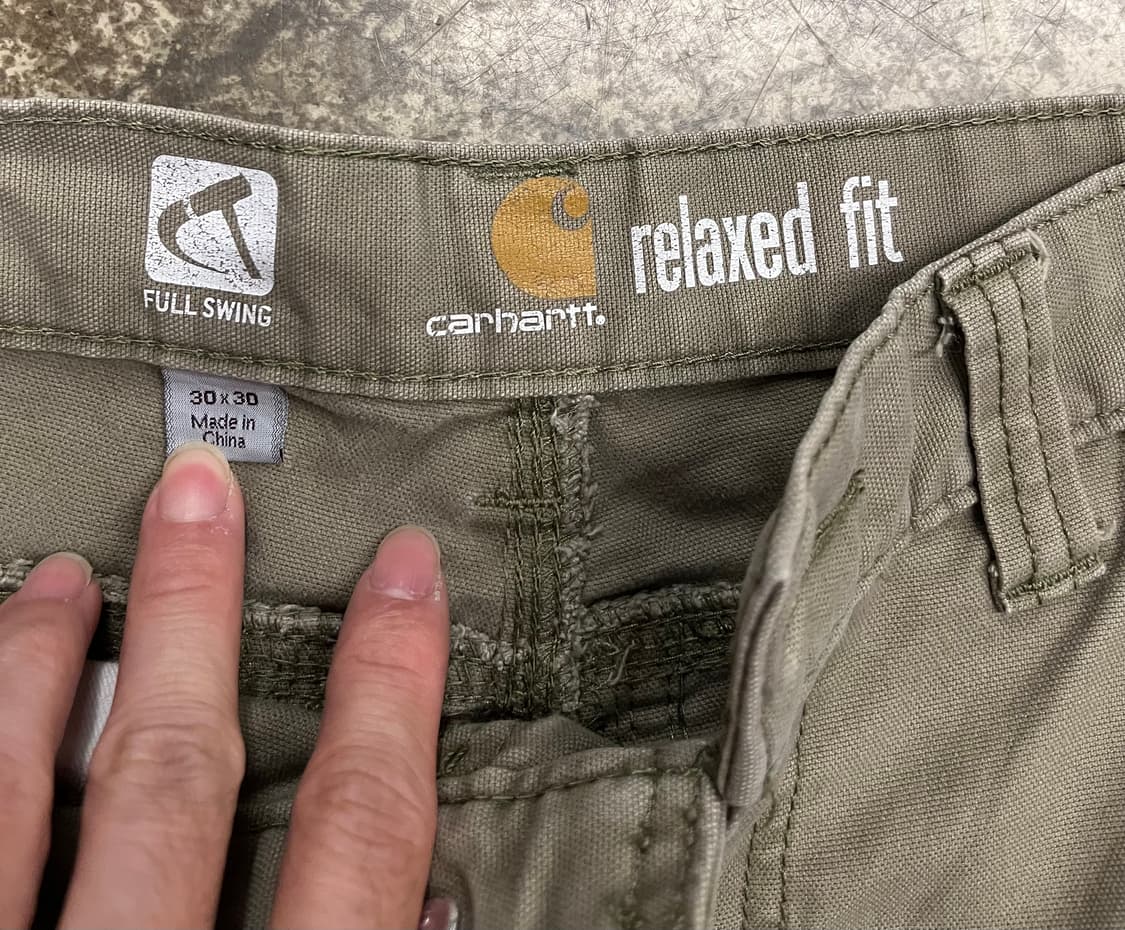 FULL SWING
carhartt.
relaxed fit
30 x 30
Made in
China